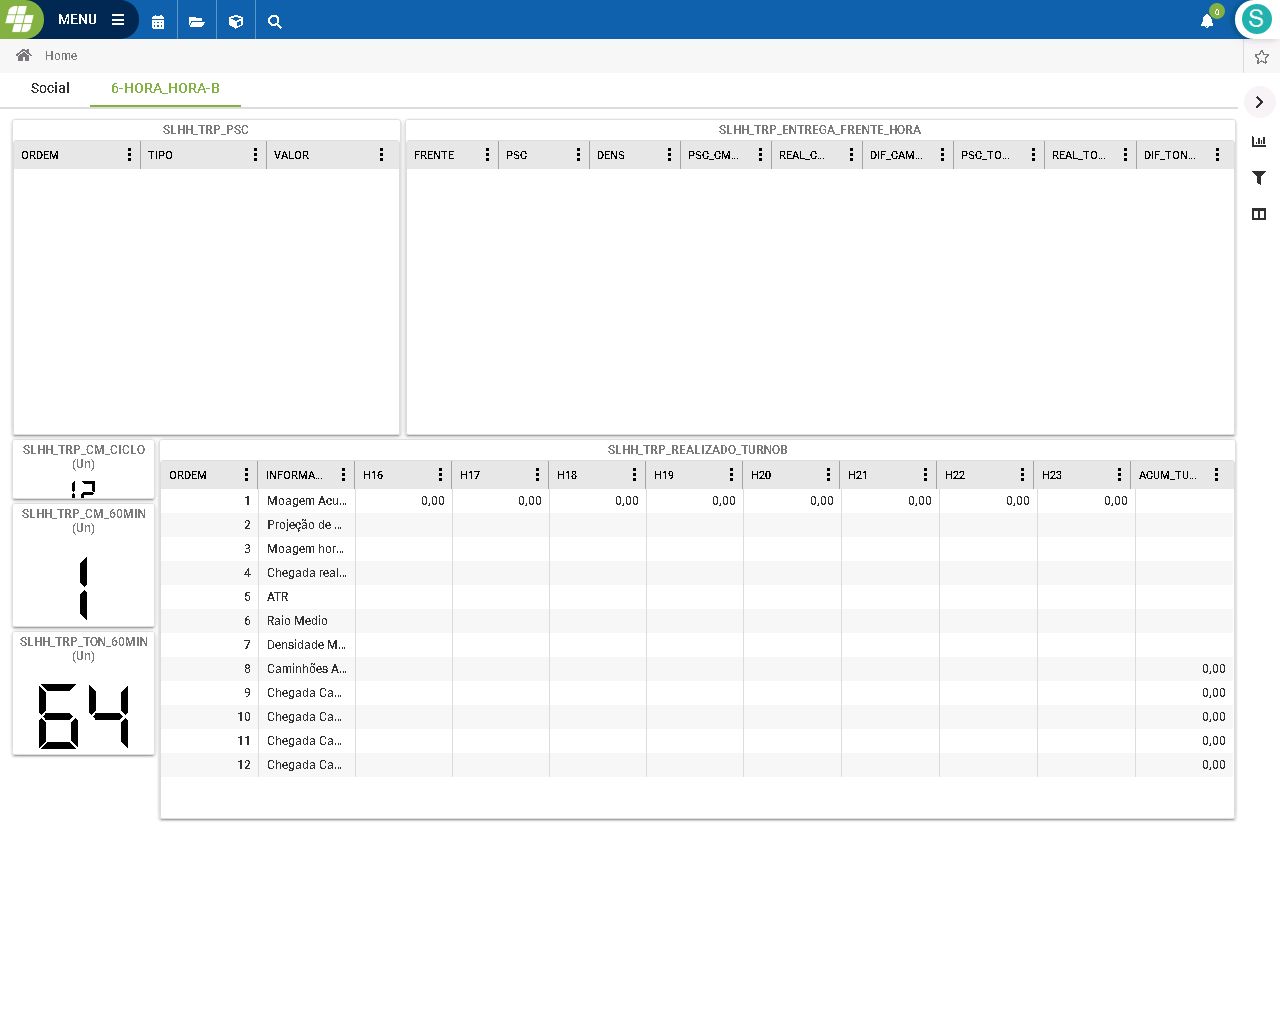 MENU
0
S
Home
Social
6-HORA_HORA-B
SLHH_TRP_PSC
ORDEM TIPO VALOR
SLHH_TRP_ENTREGA_FRENTE_HORA
FRENTE PSC DENS PSC_CM... REAL_C... DIF_CAM... PSC_TO... REAL_TO... DIF_TON...
SLHH_TRP_CM_CICLO
(Un)
12
SLHH_TRP_CM_60MIN
(Un)
1
SLHH_TRP_TON_60MIN
(Un)
64
SLHH_TRP_REALIZADO_TURNOB
ORDEM INFORMA... H16 H17 H18 H19 H20 H21 H22 H23 ACUM_TU...
1 Moagem Acu... 0,00 0,00 0,00 0,00 0,00 0,00 0,00 0,00
2 Projeção de ...
3 Moagem hor...
4 Chegada real...
5 ATR
6 Raio Medio
7 Densidade M...
8 Caminhões A... 0,00
9 Chegada Ca... 0,00
10 Chegada Ca... 0,00
11 Chegada Ca... 0,00
12 Chegada Ca... 0,00